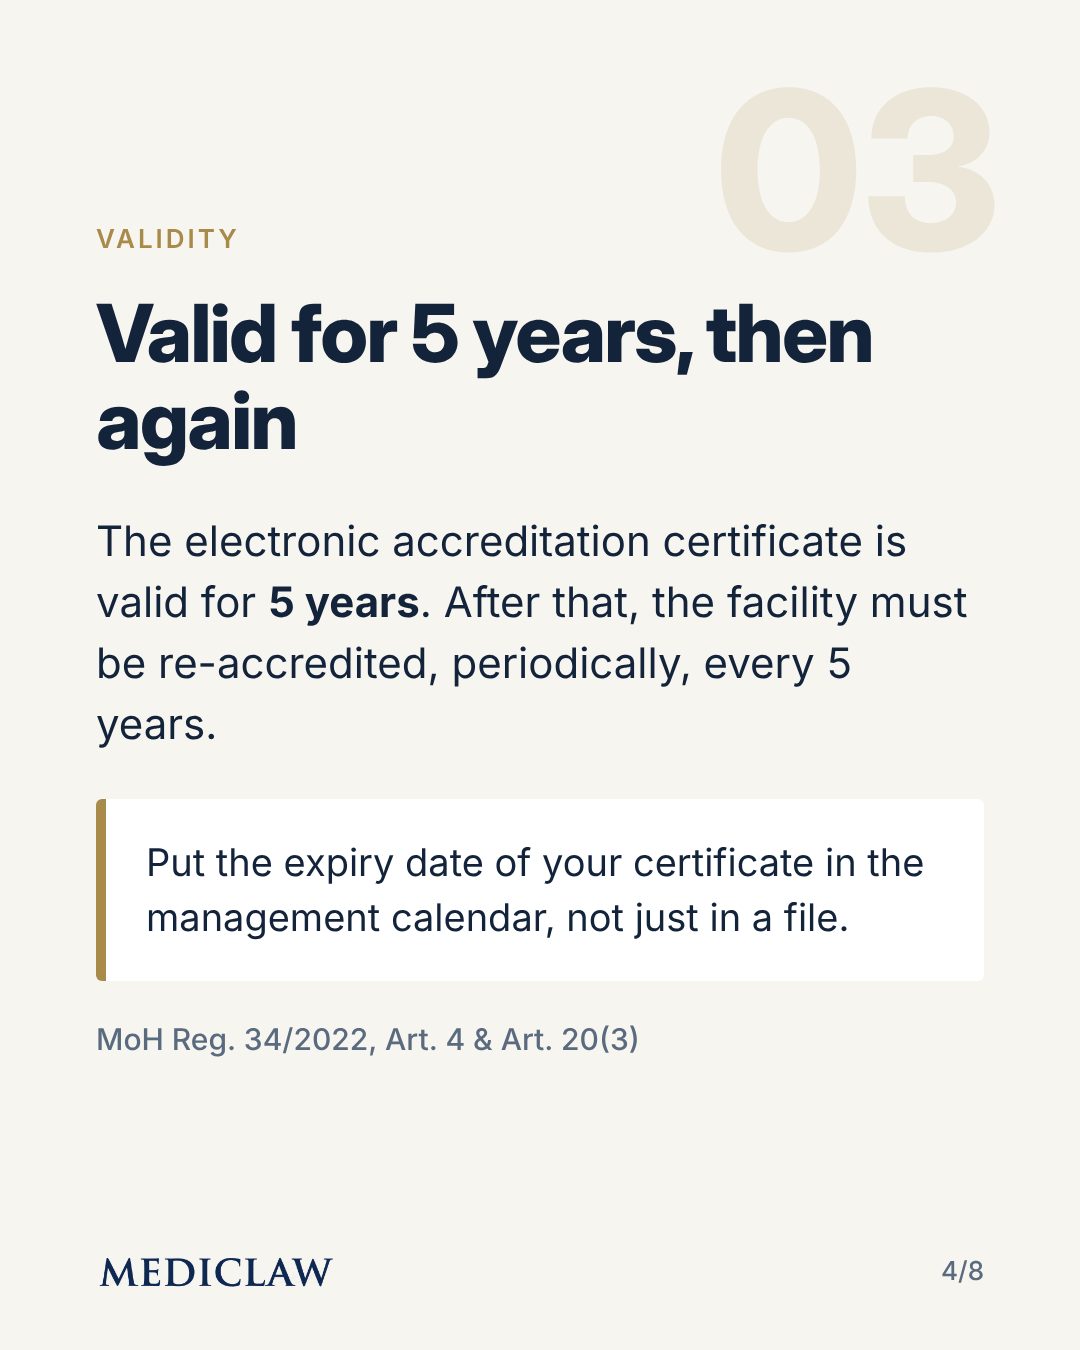 03
VALIDITY
Valid for 5 years, then
again
The electronic accreditation certificate is
valid for 5 years. After that, the facility must
be re-accredited, periodically, every 5
years.
Put the expiry date of your certificate in the
management calendar, not just in a file.
MoH Reg. 34/2022, Art. 4 & Art. 20(3)
MEDICLAW
4/8